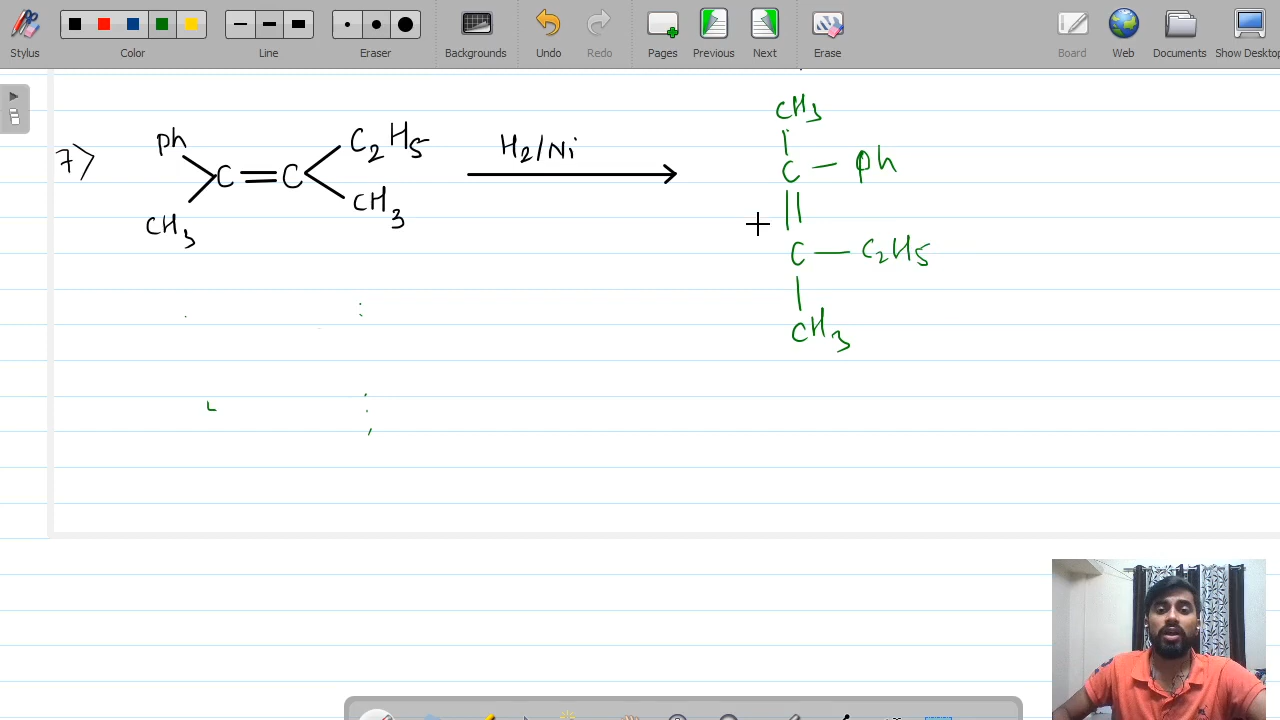 Stylus
Color
Line
Eraser
Backgrounds
Undo
Redo
Pages
Previous
Next
Erase
Board
Web
Documents
Show Deskto
7>
Ph
C=C
C2H5
CH3
CH3
H2/Ni
CH3
C-Ph
C-C2H5
CH3